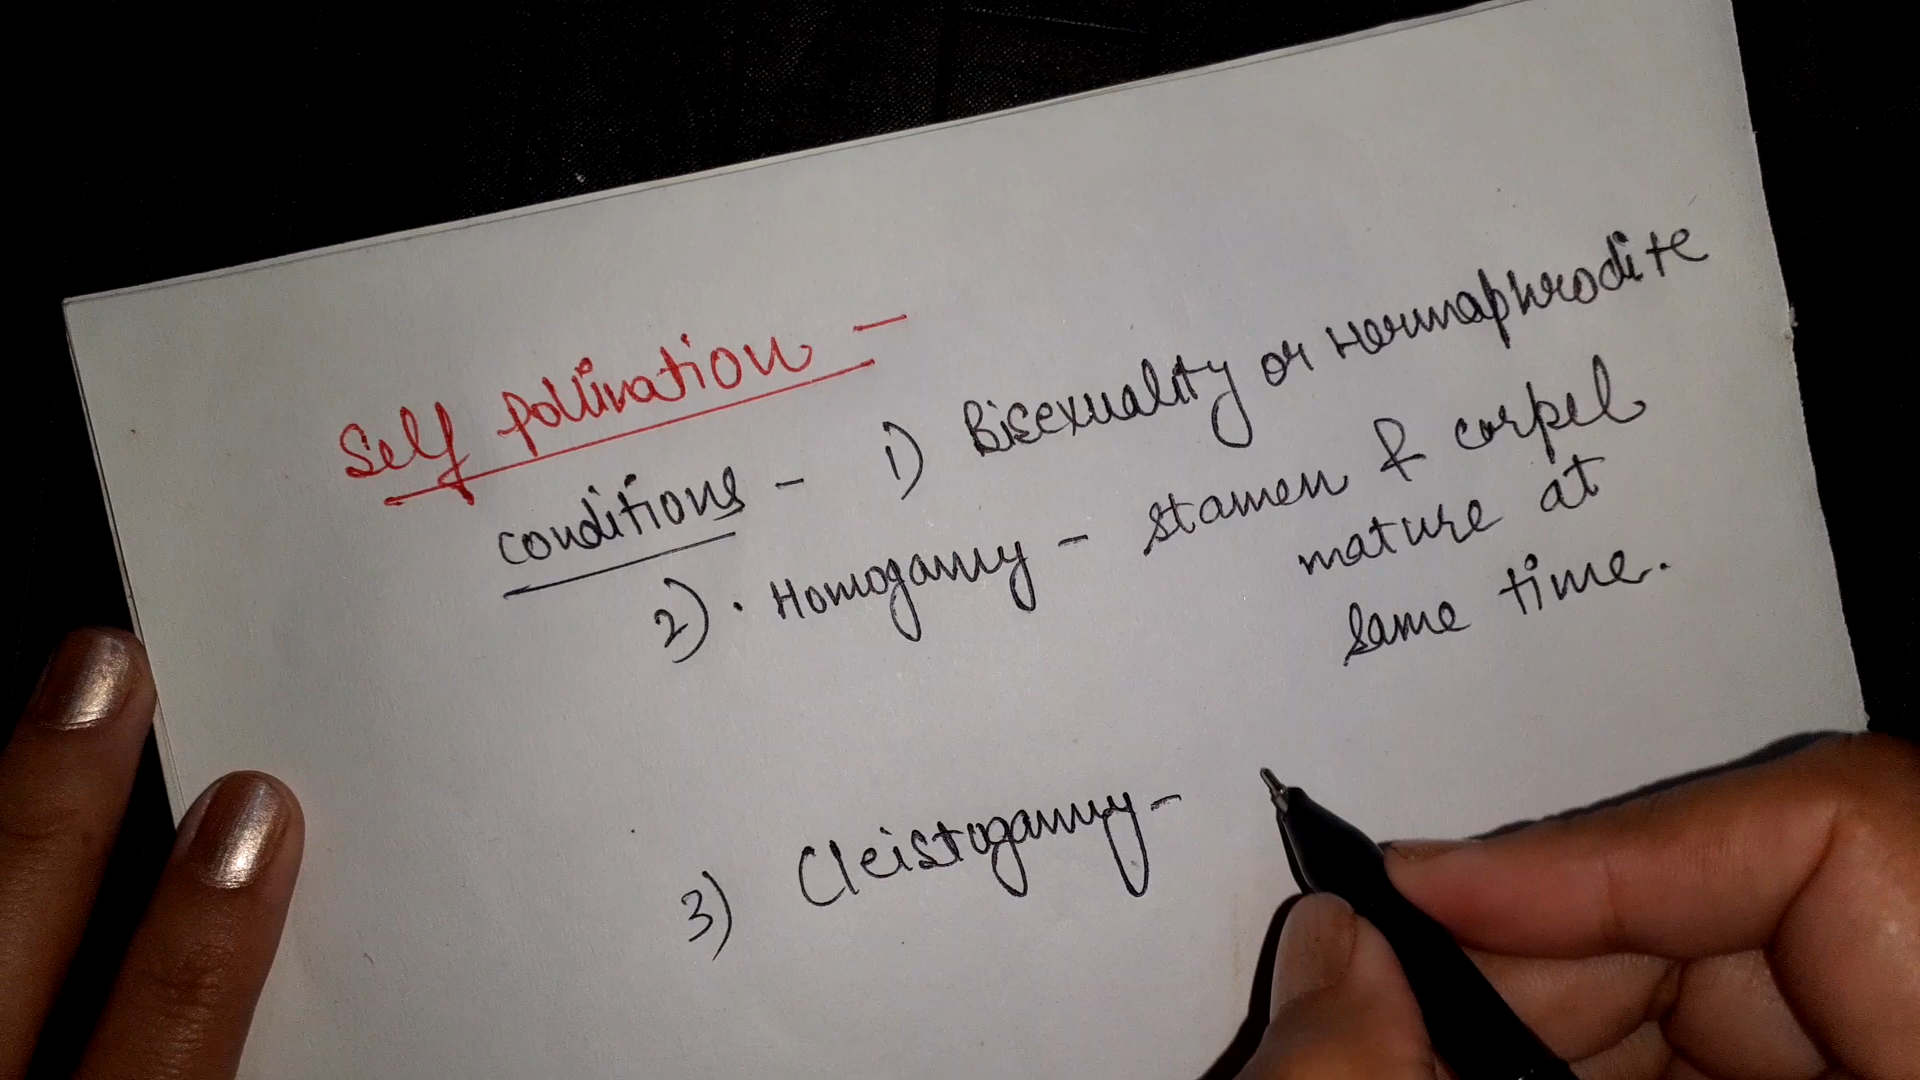 Self pollination -
conditions - 1) Bisexuality or Hermaphrodite
2) . Homogamy - stamen & carpel
mature at
same time.
3) Cleistogamy -